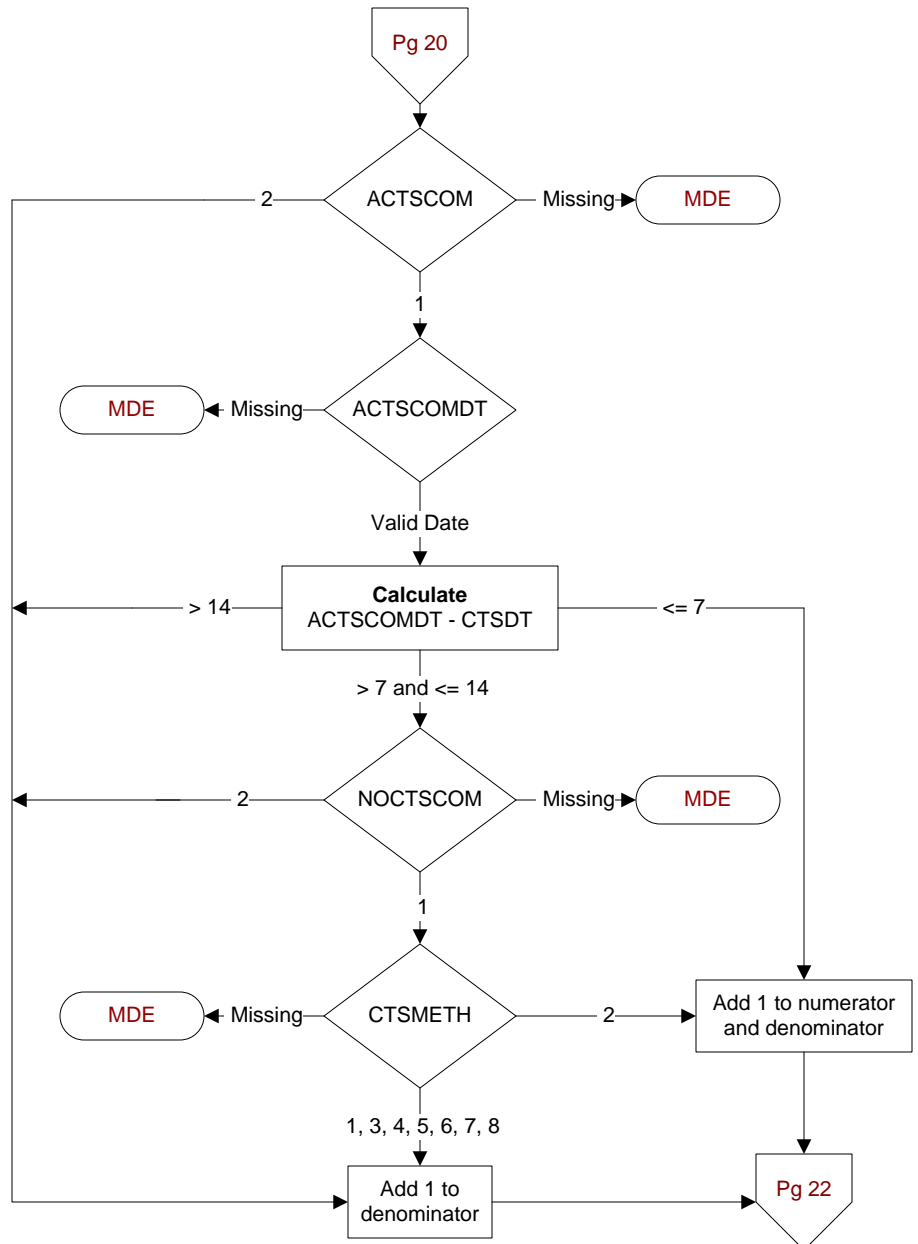 Pg 20
2
ACTSCOM
Missing
MDE
1
MDE
Missing
ACTSCOMDT
Valid Date
> 14
Calculate
ACTSCOMDT - CTSDT
<= 7
> 7 and <= 14
2
NOCTSCOM
Missing
MDE
1
MDE
Missing
CTSMETH
2
Add 1 to numerator
and denominator
1, 3, 4, 5, 6, 7, 8
Add 1 to
denominator
Pg 22